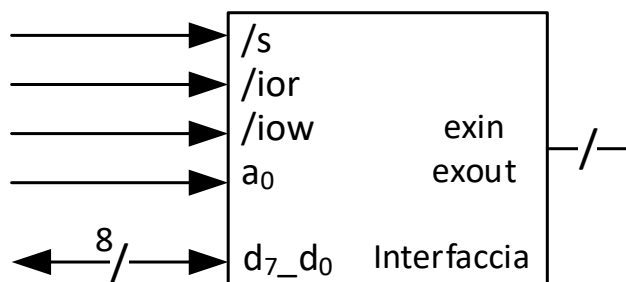 /s
/ior
/iow exin
a₀ exout
8
d₇_d₀ Interfaccia